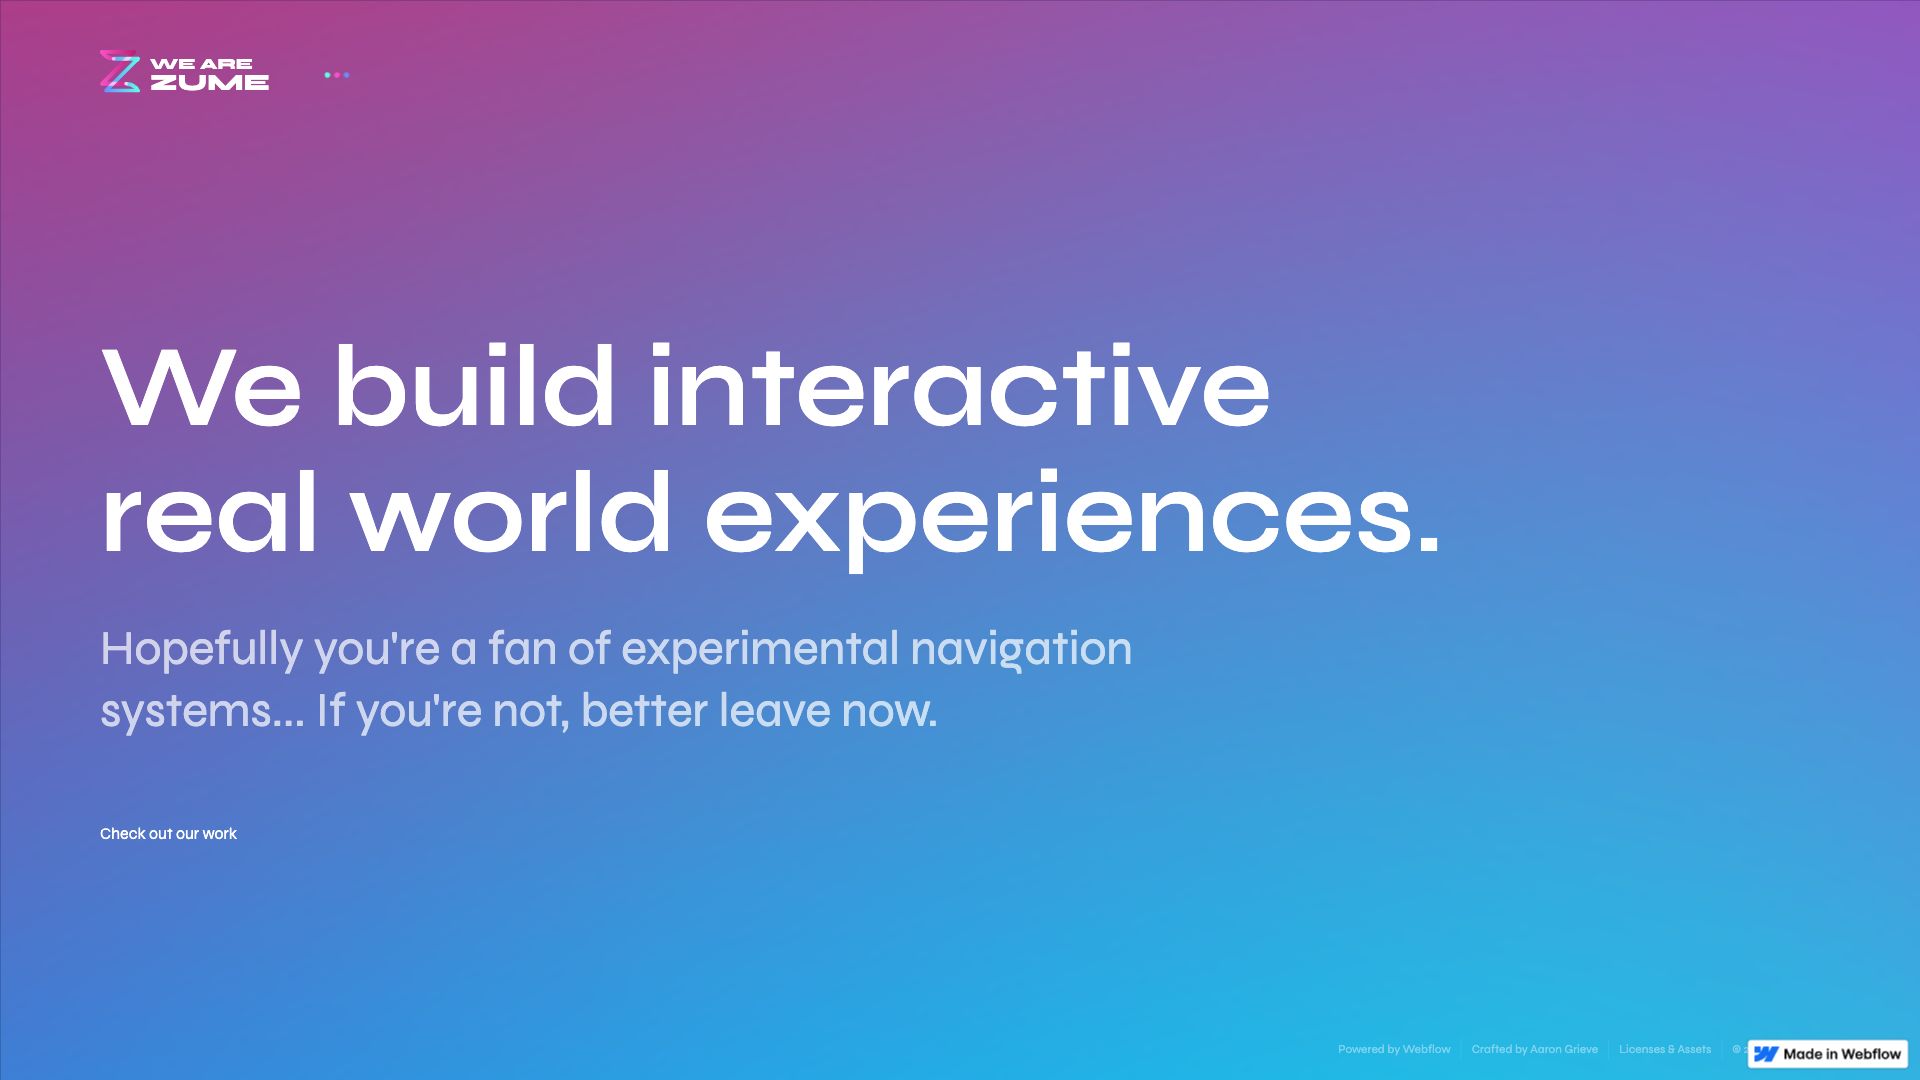 WE ARE
ZUME
We build interactive
real world experiences.
Hopefully you're a fan of experimental navigation
systems... If you're not, better leave now.
Check out our work
Powered by Webflow
Crafted by Aaron Grieve
Licenses & Assets
©
Made in Webflow